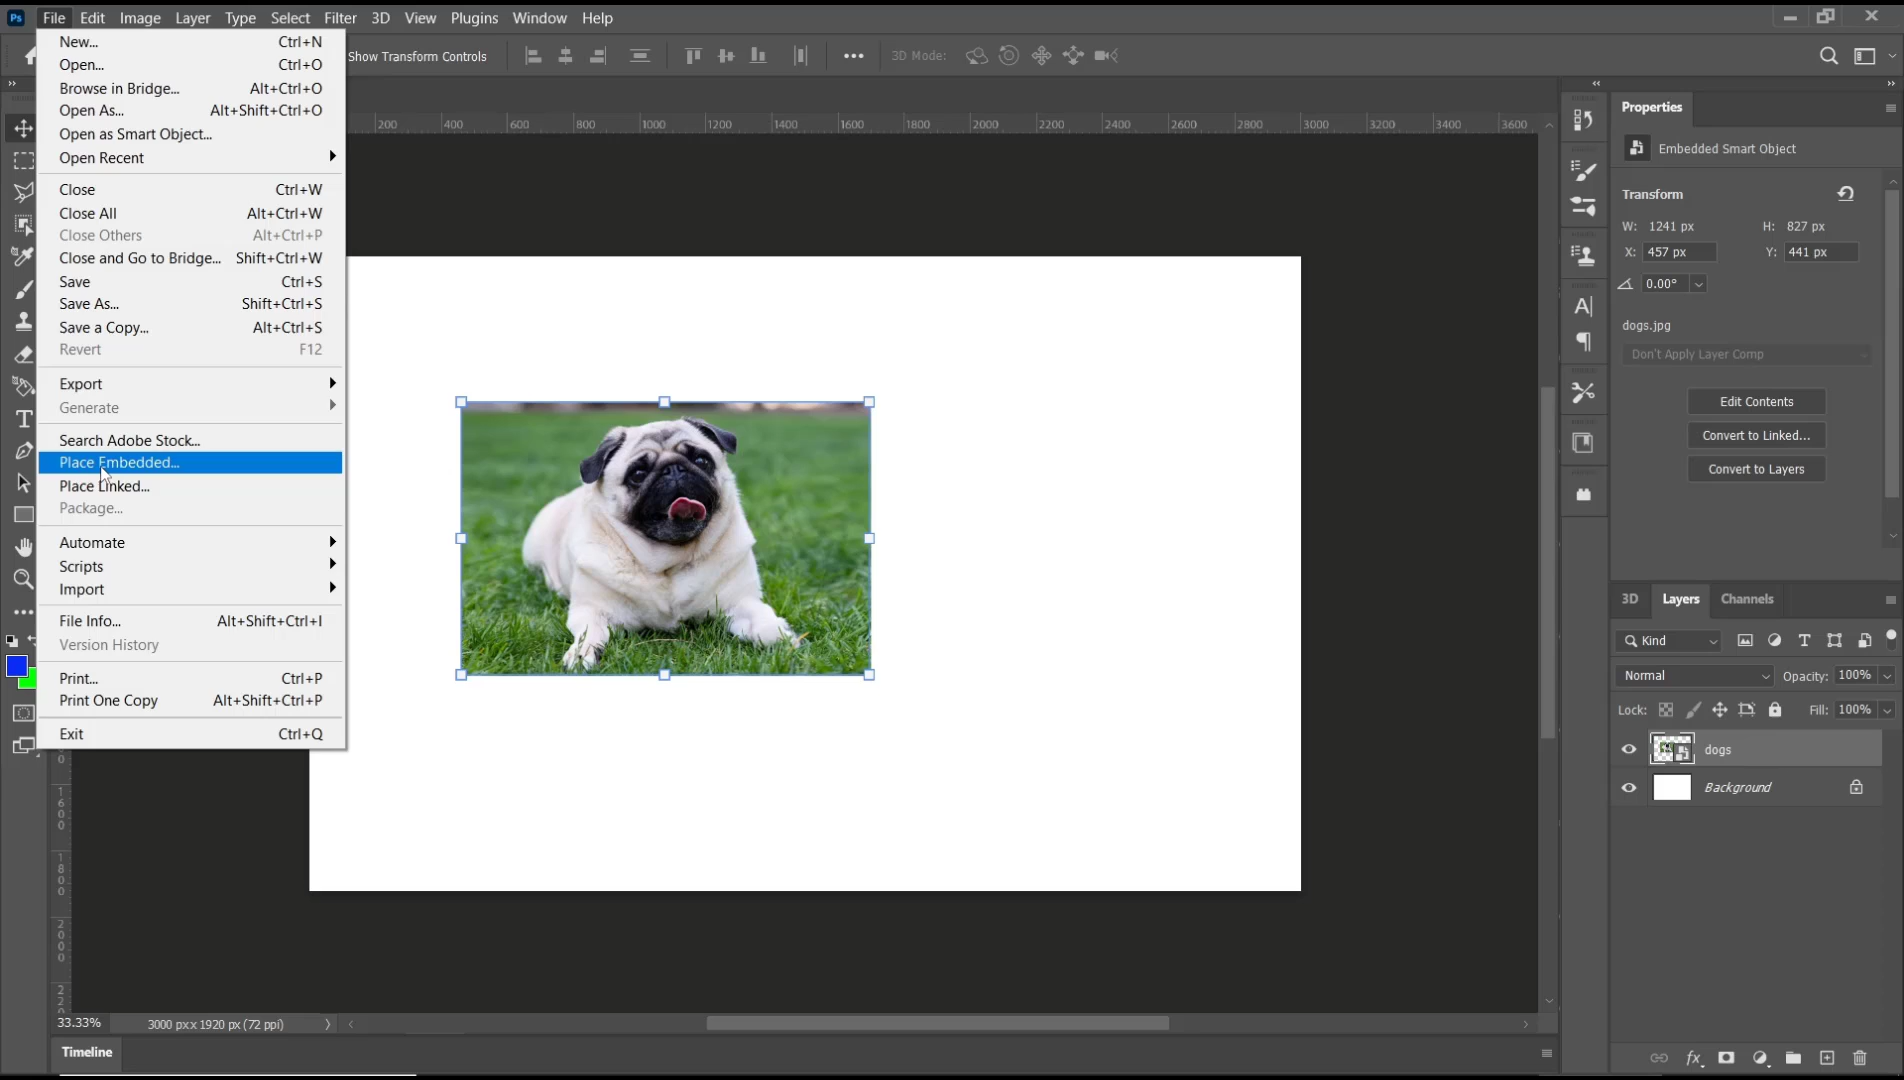 Ps File Edit Image Layer Type Select Filter 3D View Plugins Window Help
Show Transform Controls 3D Mode:
New... Ctrl+N
Open... Ctrl+O
Browse in Bridge... Alt+Ctrl+O
Open As... Alt+Shift+Ctrl+O
Open as Smart Object...
Open Recent
Close Ctrl+W
Close All Alt+Ctrl+W
Close Others Alt+Ctrl+P
Close and Go to Bridge... Shift+Ctrl+W
Save Ctrl+S
Save As... Shift+Ctrl+S
Save a Copy... Alt+Ctrl+S
Revert F12
Export
Generate
Search Adobe Stock...
Place Embedded...
Place Linked...
Package...
Automate
Scripts
Import
File Info... Alt+Shift+Ctrl+I
Version History
Print... Ctrl+P
Print One Copy Alt+Shift+Ctrl+P
Exit Ctrl+Q
200 400 600 800 1000 1200 1400 1600 1800 2000 2200 2400 2600 2800 3000 3200 3400 3600
1600
1800
2000
33.33% 3000 px x 1920 px (72 ppi)
Timeline
Properties
Embedded Smart Object
Transform
W: 1241 px H: 827 px
X: 457 px Y: 441 px
0.00°
dogs.jpg
Don't Apply Layer Comp
Edit Contents
Convert to Linked...
Convert to Layers
3D Layers Channels
Kind
Normal Opacity: 100%
Lock: Fill: 100%
dogs
Background